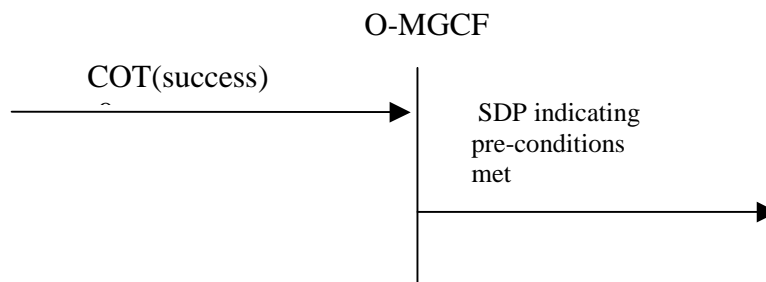 O-MGCF
COT(success)
SDP indicating
pre-conditions
met